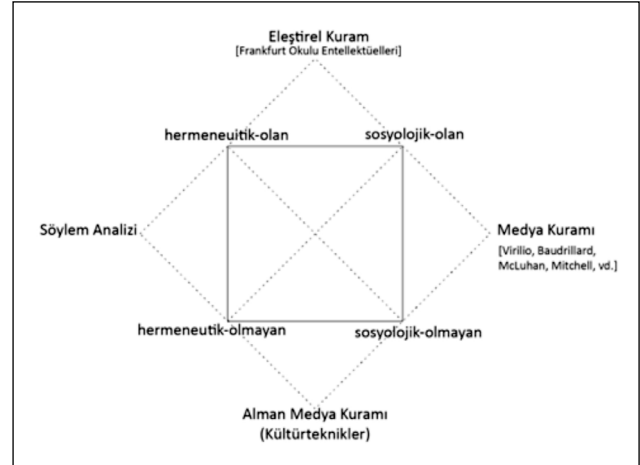 Eleştirel Kuram
[Frankfurt Okulu Entellektüelleri]
hermeneuitik-olan
sosyolojik-olan
Söylem Analizi
Medya Kuramı
[Virilio, Baudrillard,
McLuhan, Mitchell, vd.]
hermeneutik-olmayan
sosyolojik-olmayan
Alman Medya Kuramı
(Kültürteknikler)